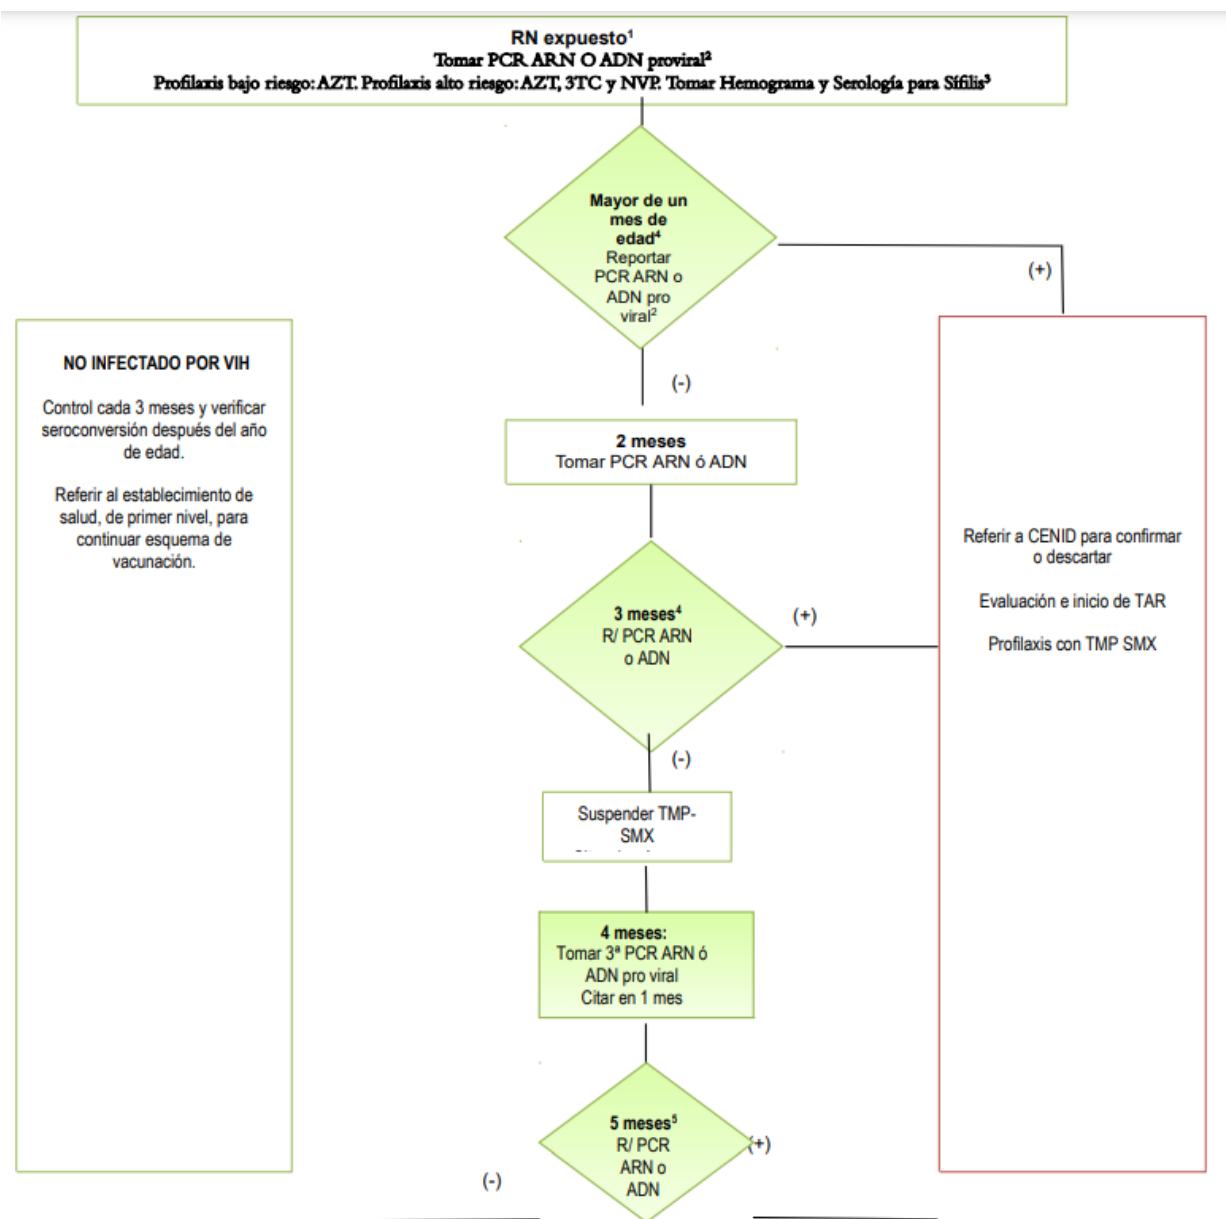 RN expuesto¹
Tomar PCR ARN O ADN proviral²
Profilaxis bajo riesgo: AZT. Profilaxis alto riesgo: AZT, 3TC y NVP. Tomar Hemograma y Serología para Sífilis³
Mayor de un
mes de
edad⁴
Reportar
PCR ARN o
ADN pro
viral²
(+)
(-)
NO INFECTADO POR VIH
Control cada 3 meses y verificar
seroconversión después del año
de edad.
Referir al establecimiento de
salud, de primer nivel, para
continuar esquema de
vacunación.
2 meses
Tomar PCR ARN ó ADN
3 meses⁴
R/ PCR ARN
o ADN
(+)
(-)
Referir a CENID para confirmar
o descartar
Evaluación e inicio de TAR
Profilaxis con TMP SMX
Suspender TMP-
SMX
4 meses:
Tomar 3ª PCR ARN ó
ADN pro viral
Citar en 1 mes
5 meses⁵
R/ PCR
ARN o
ADN
(+)
(-)